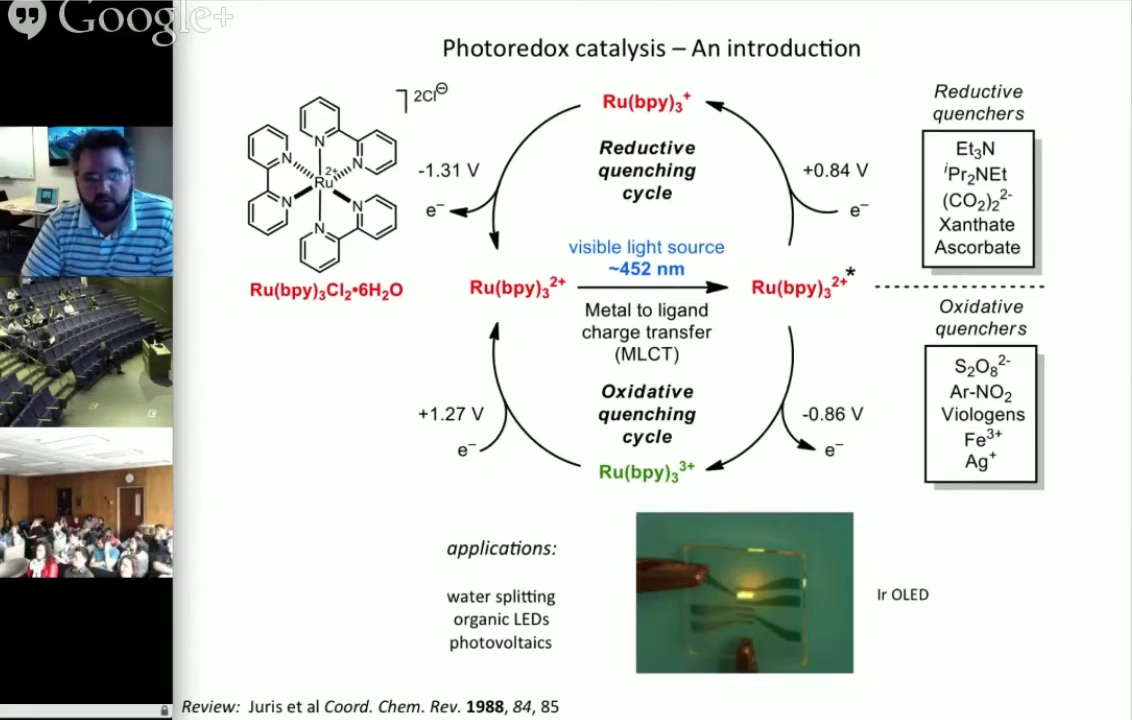 Google+
Photoredox catalysis – An introduction
]2Cl⊖
N
N
N
N
N
N
Ru2+
Ru(bpy)3Cl2•6H2O
Ru(bpy)3+
Reductive
quenching
cycle
-1.31 V
e–
+0.84 V
e–
visible light source
~452 nm
Ru(bpy)32+
Ru(bpy)32+*
Metal to ligand
charge transfer
(MLCT)
Oxidative
quenching
cycle
+1.27 V
e–
-0.86 V
e–
Ru(bpy)33+
Reductive
quenchers
Et3N
iPr2NEt
(CO2)22-
Xanthate
Ascorbate
Oxidative
quenchers
S2O82-
Ar-NO2
Viologens
Fe3+
Ag+
applications:
water splitting
organic LEDs
photovoltaics
Ir OLED
Review: Juris et al Coord. Chem. Rev. 1988, 84, 85